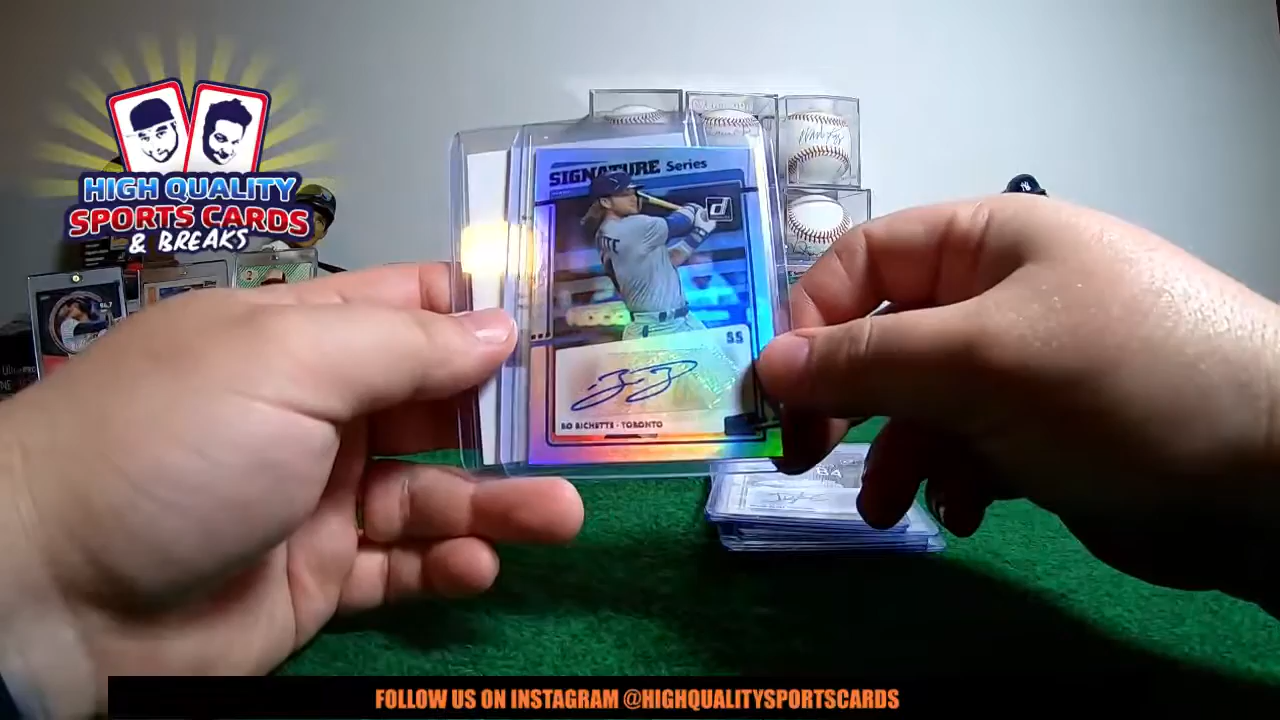 HIGH QUALITY
SPORTS CARDS
& BREAKS
SIGNATURE Series
d
SS
BO BICHETTE - TORONTO
FOLLOW US ON INSTAGRAM @HIGHQUALITYSPORTSCARDS